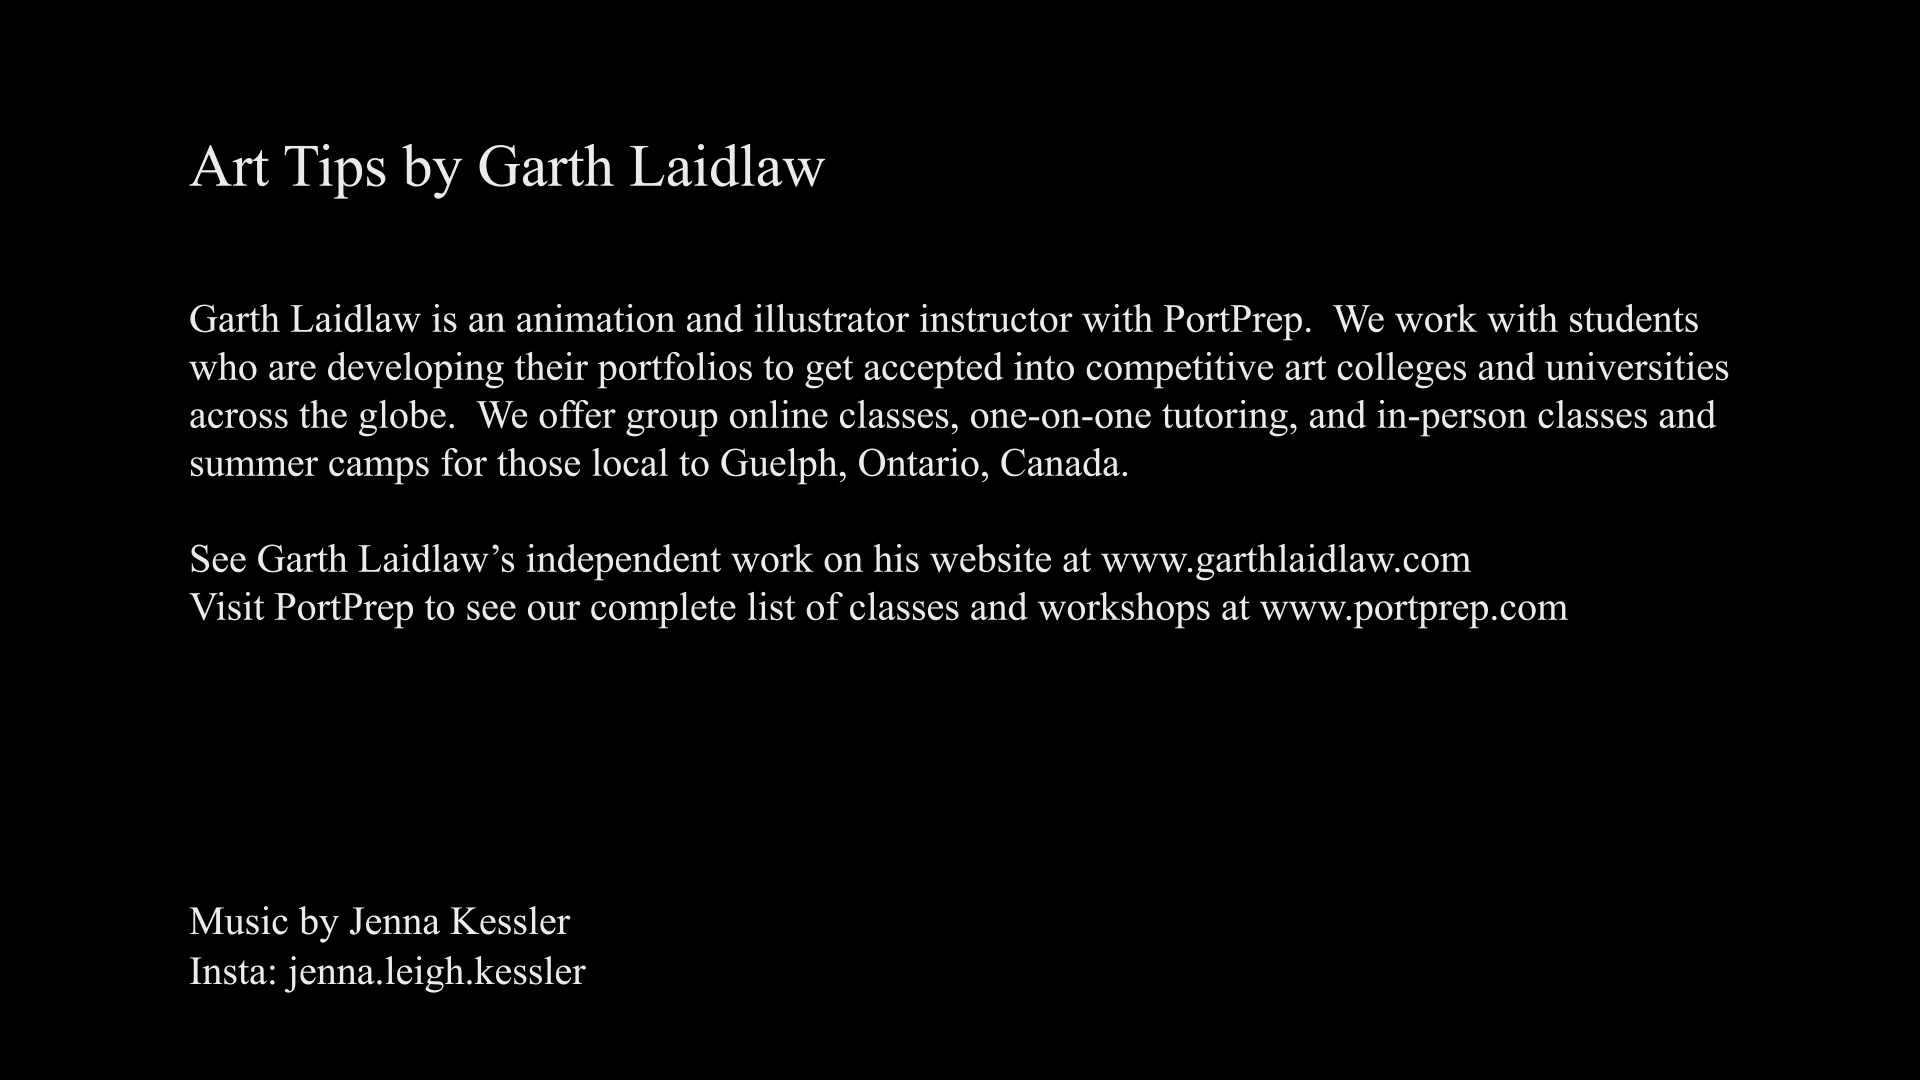 Art Tips by Garth Laidlaw
Garth Laidlaw is an animation and illustrator instructor with PortPrep.  We work with students
who are developing their portfolios to get accepted into competitive art colleges and universities
across the globe.  We offer group online classes, one-on-one tutoring, and in-person classes and
summer camps for those local to Guelph, Ontario, Canada.
See Garth Laidlaw’s independent work on his website at www.garthlaidlaw.com
Visit PortPrep to see our complete list of classes and workshops at www.portprep.com
Music by Jenna Kessler
Insta: jenna.leigh.kessler